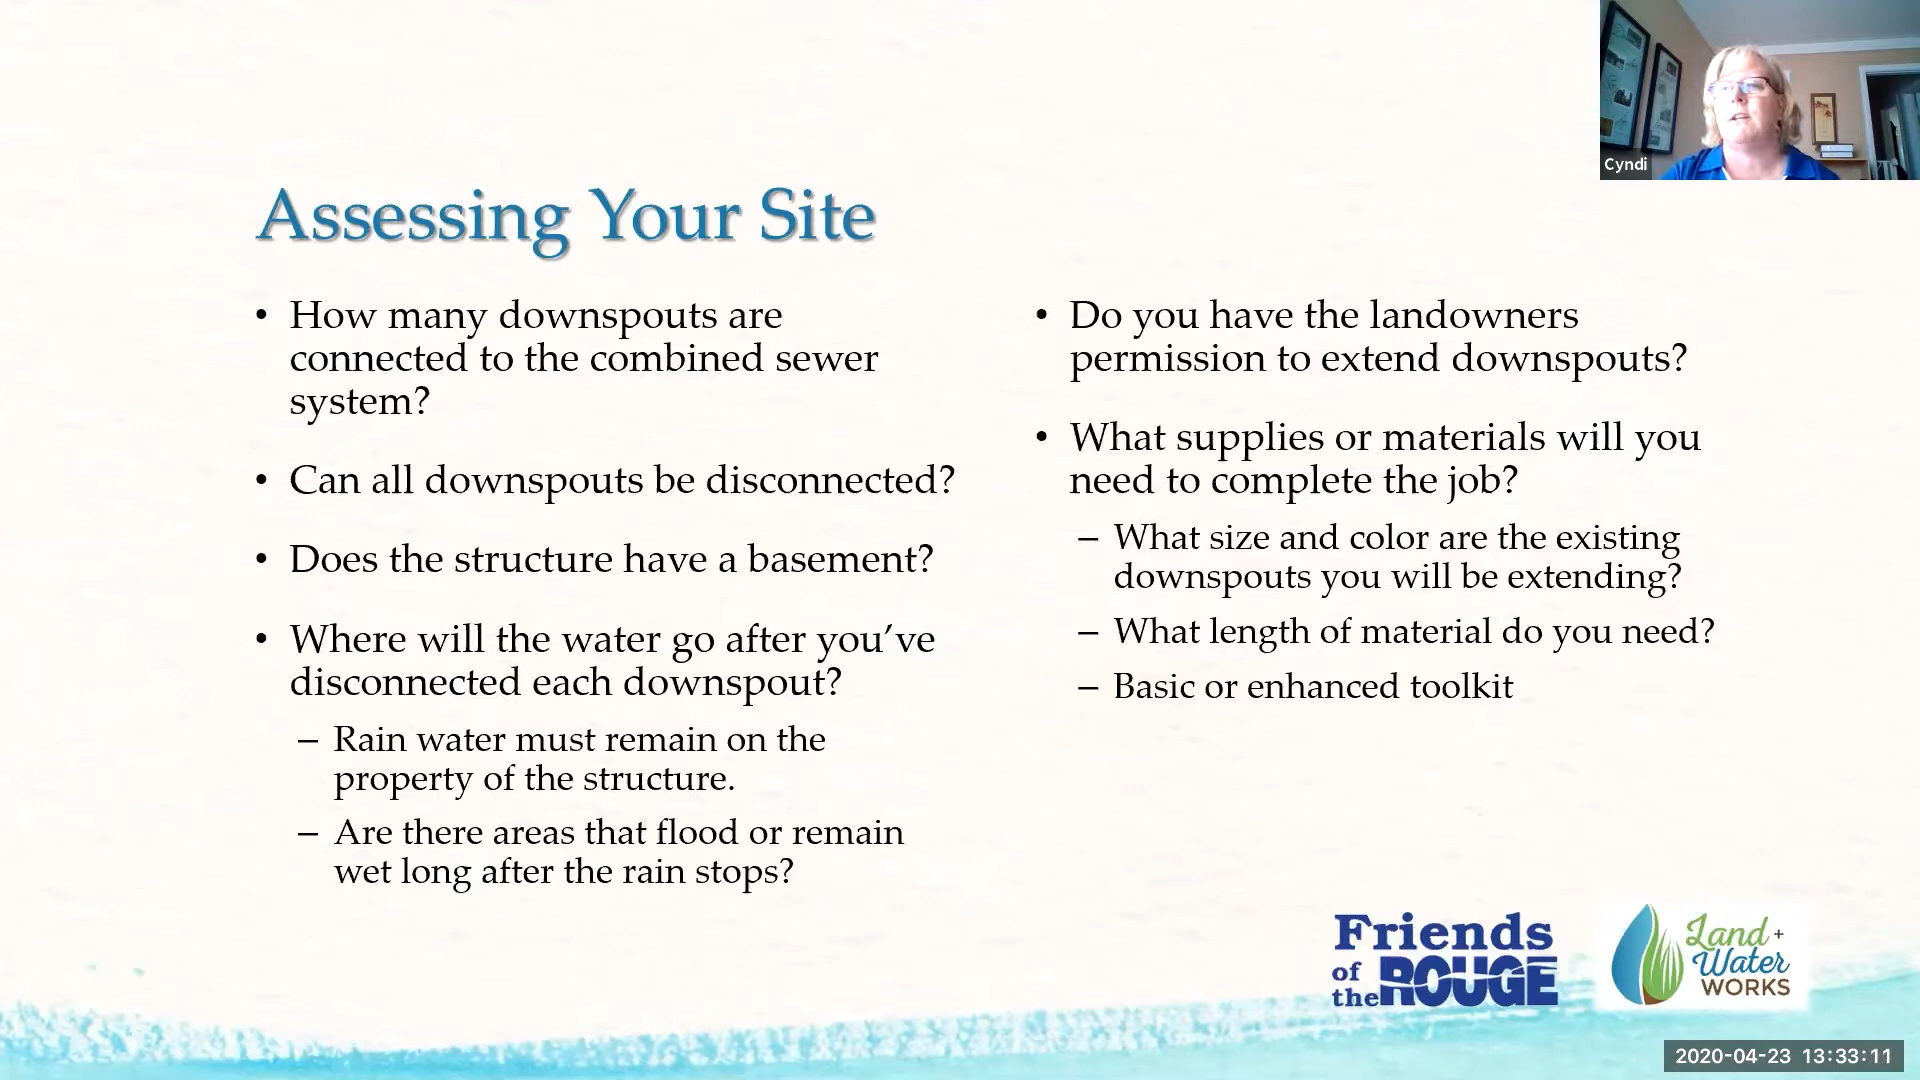 Cyndi
Assessing Your Site
• How many downspouts are
connected to the combined sewer
system?
• Can all downspouts be disconnected?
• Does the structure have a basement?
• Where will the water go after you’ve
disconnected each downspout?
– Rain water must remain on the
property of the structure.
– Are there areas that flood or remain
wet long after the rain stops?
• Do you have the landowners
permission to extend downspouts?
• What supplies or materials will you
need to complete the job?
– What size and color are the existing
downspouts you will be extending?
– What length of material do you need?
– Basic or enhanced toolkit
Friends
of
the ROUGE
Land +
Water
WORKS
2020-04-23 13:33:11